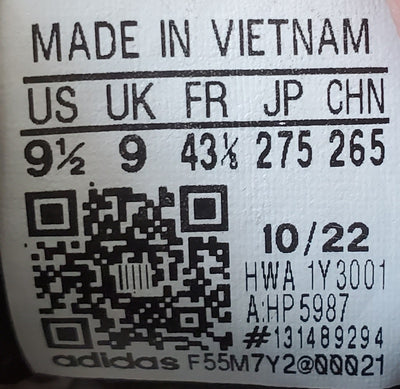 MADE IN VIETNAM
US UK FR JP CHN
9½ 9 43⅓ 275 265
10/22
HWA 1Y3001
A:HP5987
#131489294
adidas F55M7Y2@00021